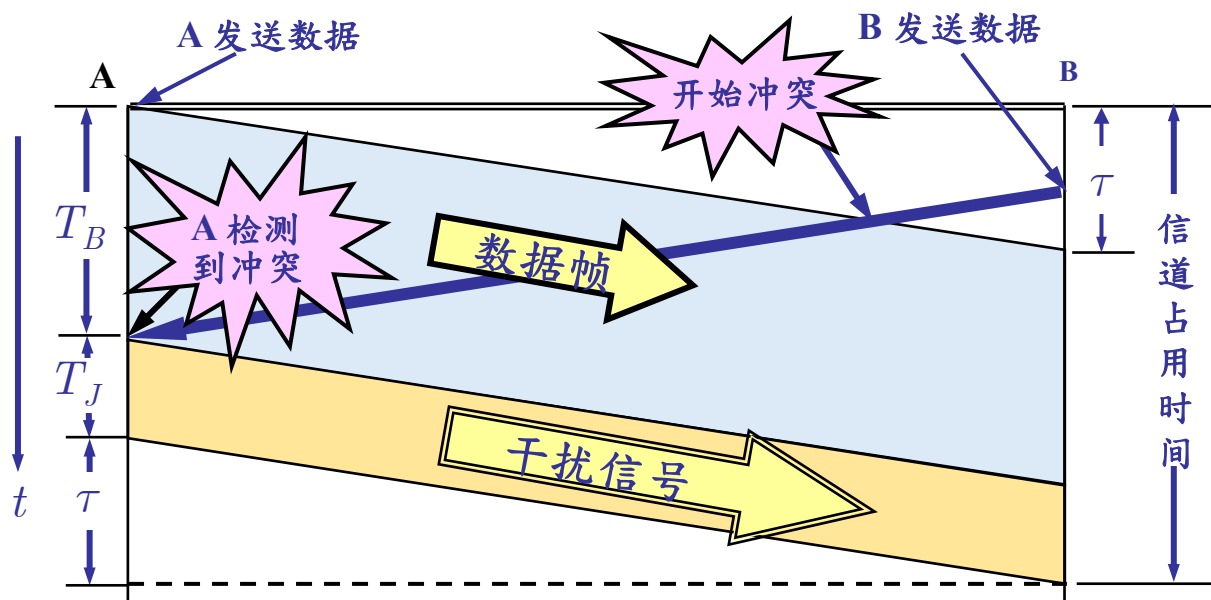 A 发送数据
B 发送数据
A
B
开始冲突
τ
T_B
A 检测
到冲突
数据帧
信道占用时间
T_J
干扰信号
t
τ